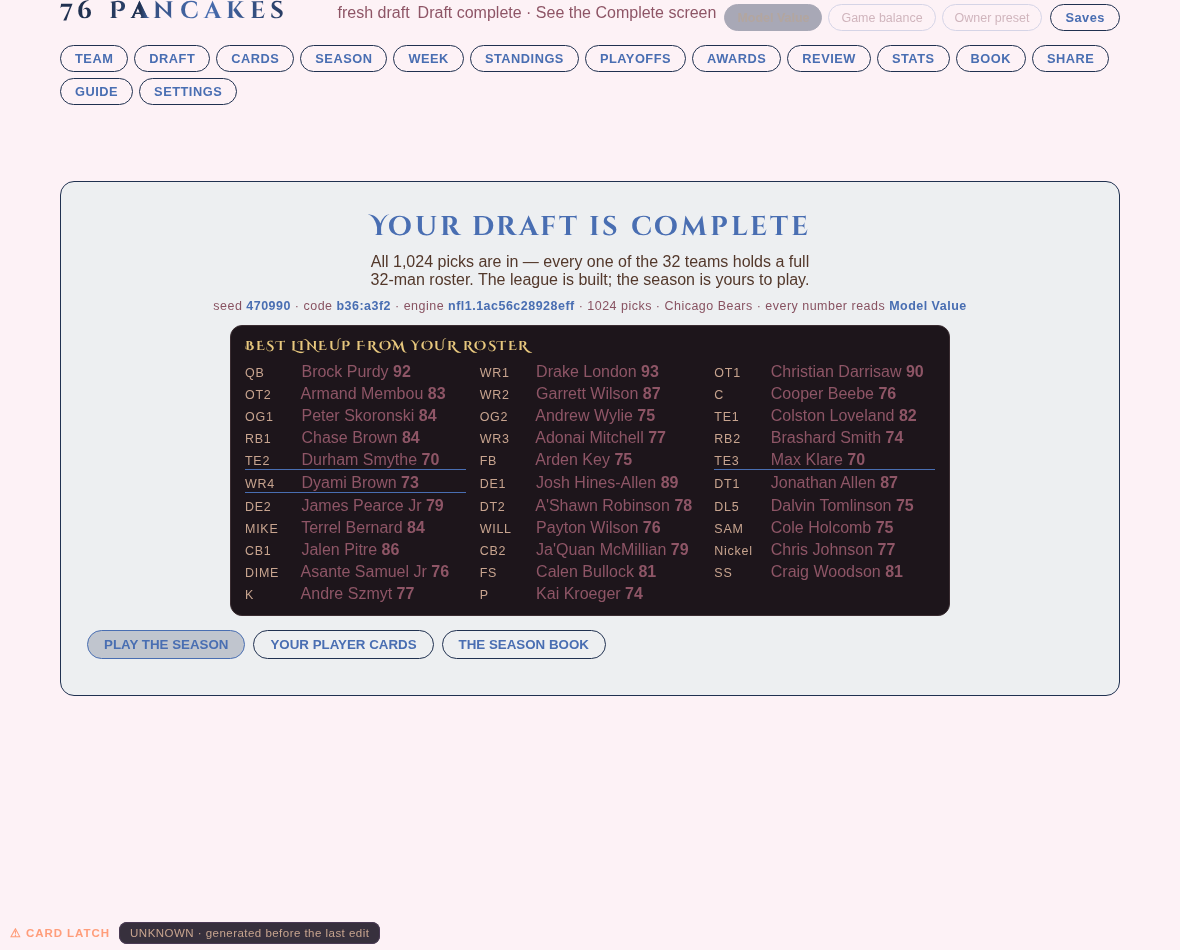 76 PANCAKES
fresh draft Draft complete · See the Complete screen
Game balance
Owner preset
Saves
TEAM DRAFT CARDS SEASON WEEK STANDINGS PLAYOFFS AWARDS REVIEW STATS BOOK SHARE
GUIDE SETTINGS
YOUR DRAFT IS COMPLETE
All 1,024 picks are in — every one of the 32 teams holds a full
32-man roster. The league is built; the season is yours to play.
seed 470990 · code b36:a3f2 · engine nfl1.1ac56c28928eff · 1024 picks · Chicago Bears · every number reads Model Value
BEST LINEUP FROM YOUR ROSTER
QB Brock Purdy 92 WR1 Drake London 93 OT1 Christian Darrisaw 90
OT2 Armand Membou 83 WR2 Garrett Wilson 87 C Cooper Beebe 76
OG1 Peter Skoronski 84 OG2 Andrew Wylie 75 TE1 Colston Loveland 82
RB1 Chase Brown 84 WR3 Adonai Mitchell 77 RB2 Brashard Smith 74
TE2 Durham Smythe 70 FB Arden Key 75 TE3 Max Klare 70
WR4 Dyami Brown 73 DE1 Josh Hines-Allen 89 DT1 Jonathan Allen 87
DE2 James Pearce Jr 79 DT2 A'Shawn Robinson 78 DL5 Dalvin Tomlinson 75
MIKE Terrel Bernard 84 WILL Payton Wilson 76 SAM Cole Holcomb 75
CB1 Jalen Pitre 86 CB2 Ja'Quan McMillian 79 Nickel Chris Johnson 77
DIME Asante Samuel Jr 76 FS Calen Bullock 81 SS Craig Woodson 81
K Andre Szmyt 77 P Kai Kroeger 74
PLAY THE SEASON YOUR PLAYER CARDS THE SEASON BOOK
⚠ CARD LATCH UNKNOWN · generated before the last edit